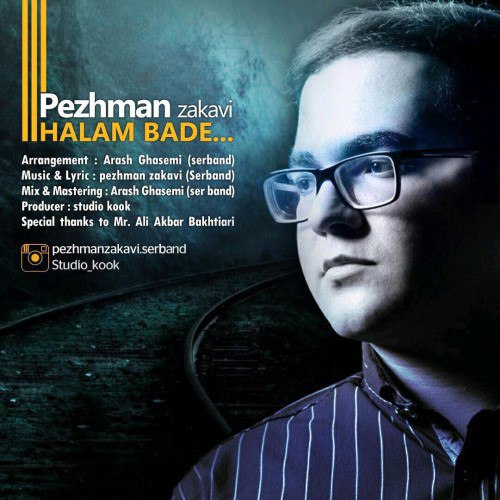 Pezhman zakavi
HALAM BADE...
Arrangement : Arash Ghasemi (serband)
Music & Lyric : pezhman zakavi (Serband)
Mix & Mastering : Arash Ghasemi (ser band)
Producer : studio kook
Special thanks to Mr. Ali Akbar Bakhtiari
pezhmanzakavi.serband
Studio_kook